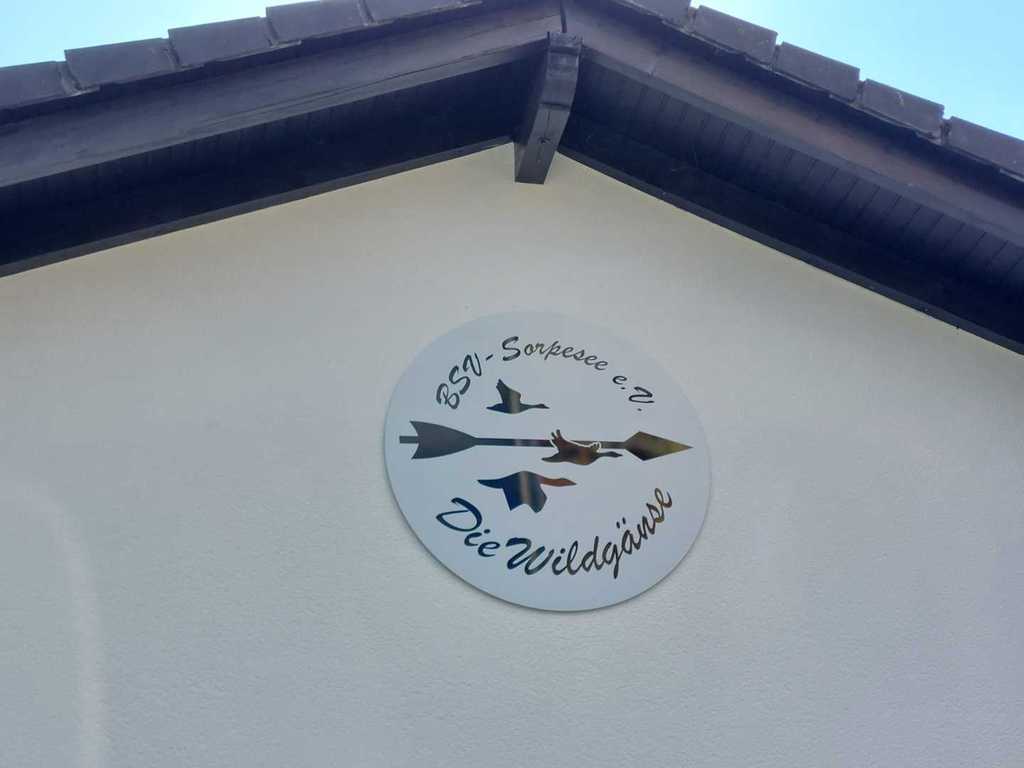 BSV - Sorpesee e.V.
Die Wildgänse